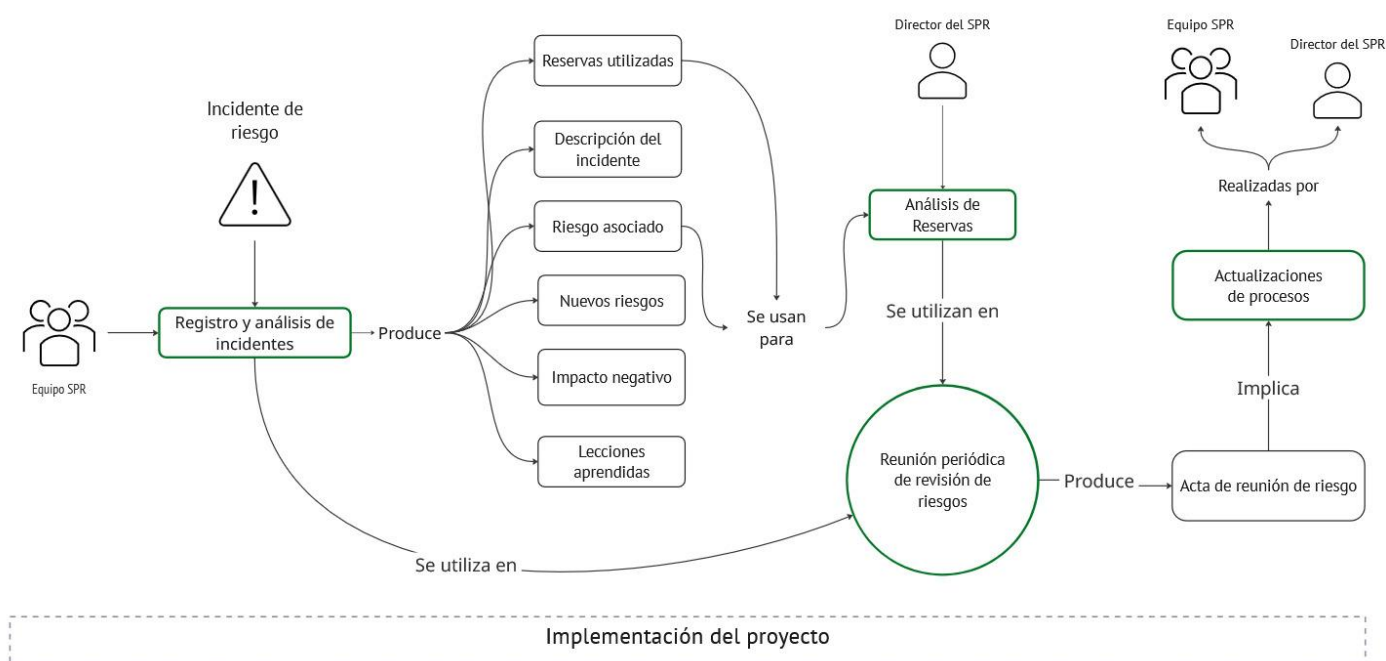 Incidente de
riesgo
Equipo SPR
Registro y análisis de
incidentes
Produce
Reservas utilizadas
Descripción del
incidente
Riesgo asociado
Nuevos riesgos
Impacto negativo
Lecciones
aprendidas
Se usan
para
Director del SPR
Análisis de
Reservas
Se utilizan en
Se utiliza en
Reunión periódica
de revisión de
riesgos
Produce
Acta de reunión de riesgo
Implica
Actualizaciones
de procesos
Realizadas por
Equipo SPR
Director del SPR
Implementación del proyecto